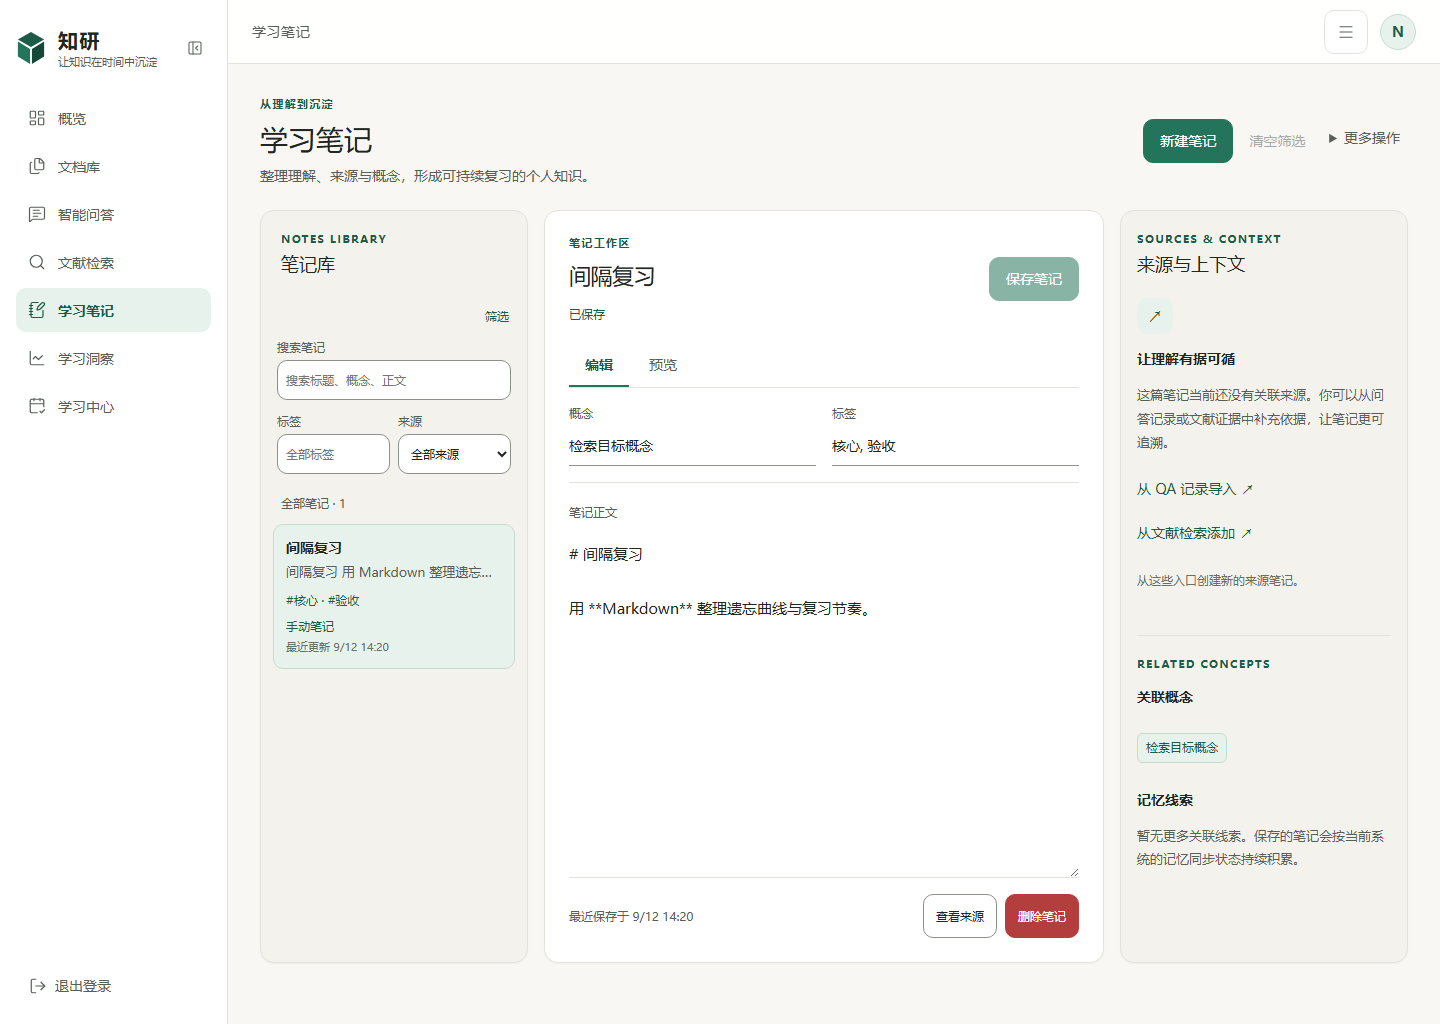 知研
让知识在时间中沉淀
概览
文档库
智能问答
文献检索
学习笔记
学习洞察
学习中心
退出登录
学习笔记
N
从理解到沉淀
学习笔记
整理理解、来源与概念，形成可持续复习的个人知识。
新建笔记
清空筛选
更多操作
NOTES LIBRARY
笔记库
筛选
搜索笔记
搜索标题、概念、正文
标签
来源
全部标签
全部来源
全部笔记 · 1
间隔复习
间隔复习 用 Markdown 整理遗忘...
#核心 · #验收
手动笔记
最近更新 9/12 14:20
笔记工作区
间隔复习
保存笔记
已保存
编辑
预览
概念
标签
检索目标概念
核心, 验收
笔记正文
# 间隔复习
用 **Markdown** 整理遗忘曲线与复习节奏。
最近保存于 9/12 14:20
查看来源
删除笔记
SOURCES & CONTEXT
来源与上下文
↗
让理解有据可循
这篇笔记当前还没有关联来源。你可以从问
答记录或文献证据中补充依据，让笔记更可
追溯。
从 QA 记录导入 ↗
从文献检索添加 ↗
从这些入口创建新的来源笔记。
RELATED CONCEPTS
关联概念
检索目标概念
记忆线索
暂无更多关联线索。保存的笔记会按当前系
统的记忆同步状态持续积累。